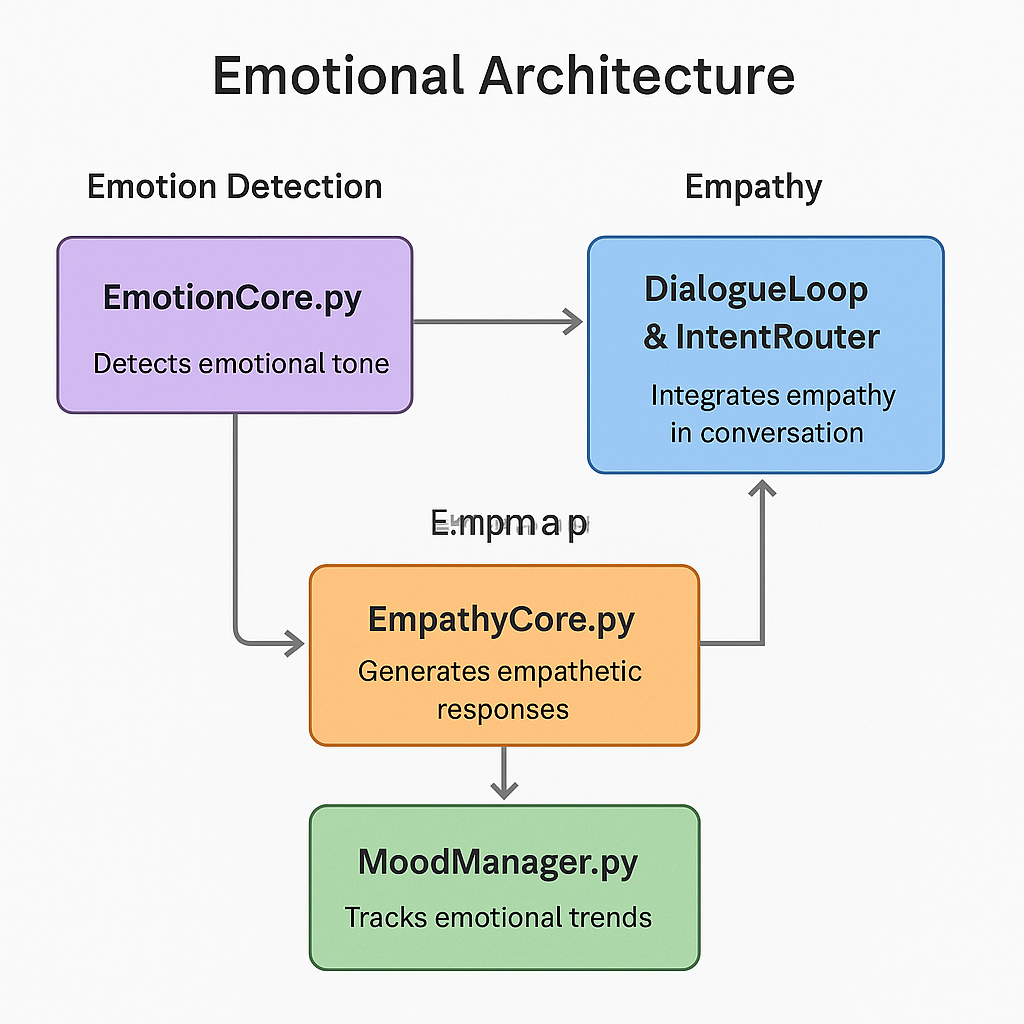 Emotional Architecture
Emotion Detection
Empathy
EmotionCore.py
Detects emotional tone
DialogueLoop
& IntentRouter
Integrates empathy
in conversation
EmpathyCore.py
Generates empathetic
responses
MoodManager.py
Tracks emotional trends